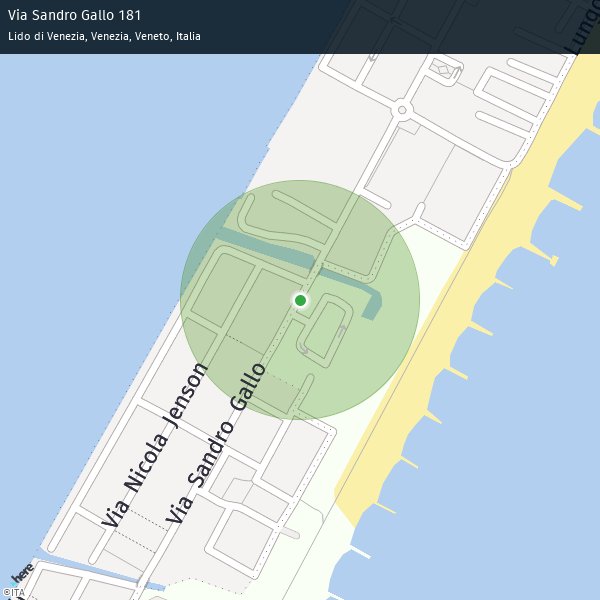 Via Sandro Gallo 181
Lido di Venezia, Venezia, Veneto, Italia
Lungo
Via Nicola Jenson
Via Sandro Gallo
here
©ITA